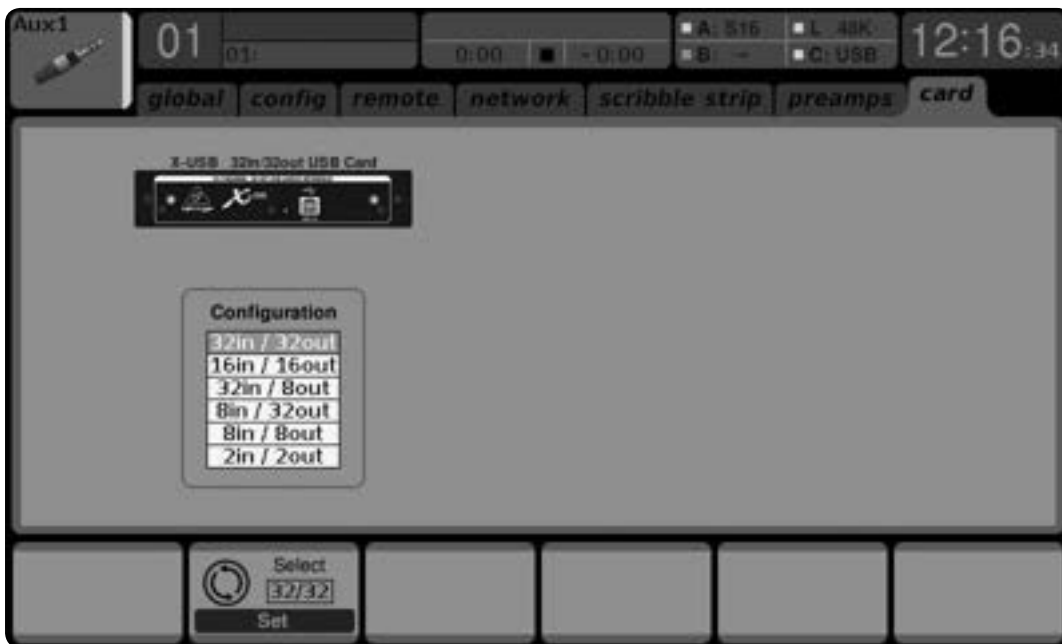 Aux1
01
01:
0:00
- 0:00
A: S16
B: --
L 48K
C: USB
12:16:34
global
config
remote
network
scribble strip
preamps
card
X-USB 32in/32out USB Card
Configuration
32in / 32out
16in / 16out
32in / 8out
8in / 32out
8in / 8out
2in / 2out
Select
32/32
Set